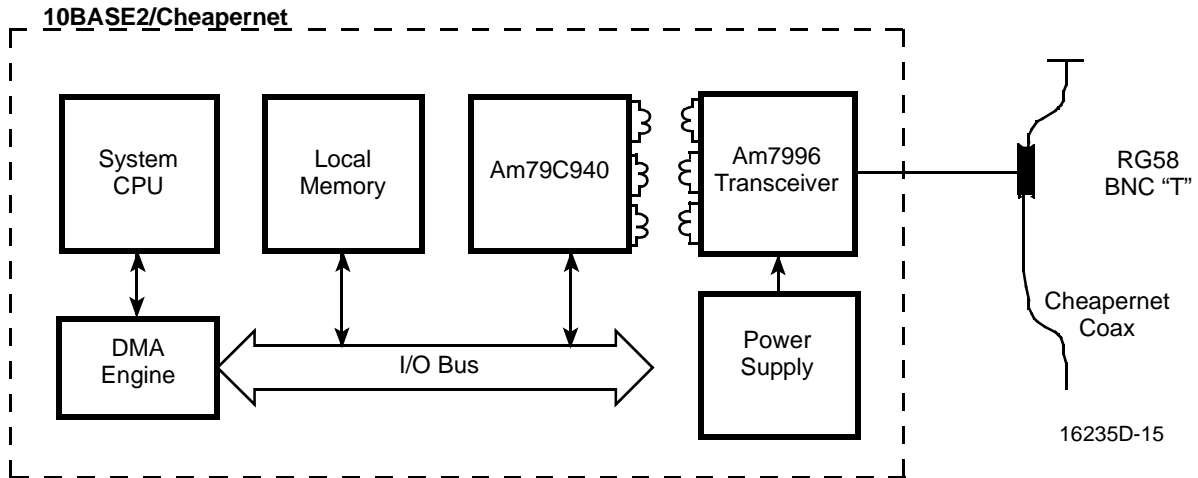 10BASE2/Cheapernet
System
CPU
Local
Memory
Am79C940
Am7996
Transceiver
RG58
BNC “T”
DMA
Engine
I/O Bus
Power
Supply
Cheapernet
Coax
16235D-15